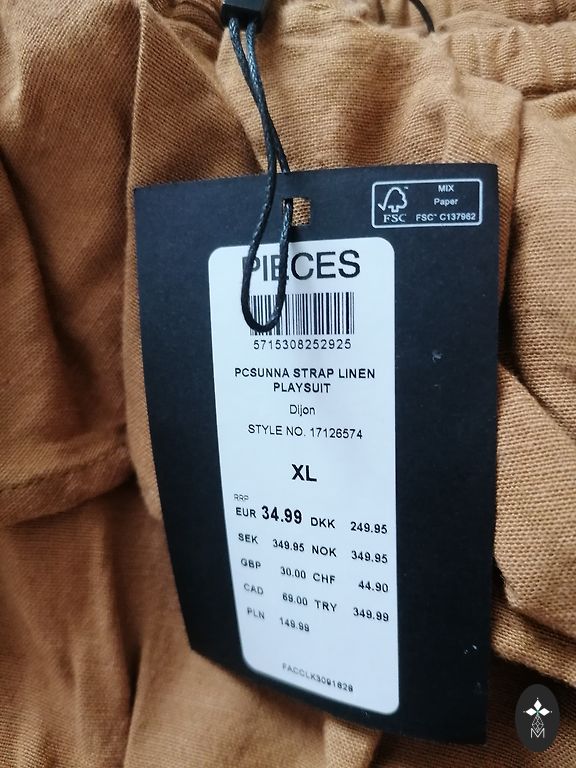 MIX
Paper
FSC™ C137962
FSC
PIECES
5715308252925
PCSUNNA STRAP LINEN
PLAYSUIT
Dijon
STYLE NO. 17126574
XL
RRP
EUR 34.99 DKK 249.95
SEK 349.95 NOK 349.95
GBP 30.00 CHF 44.90
CAD 69.00 TRY 349.99
PLN 149.99
FACCLK3091628
M